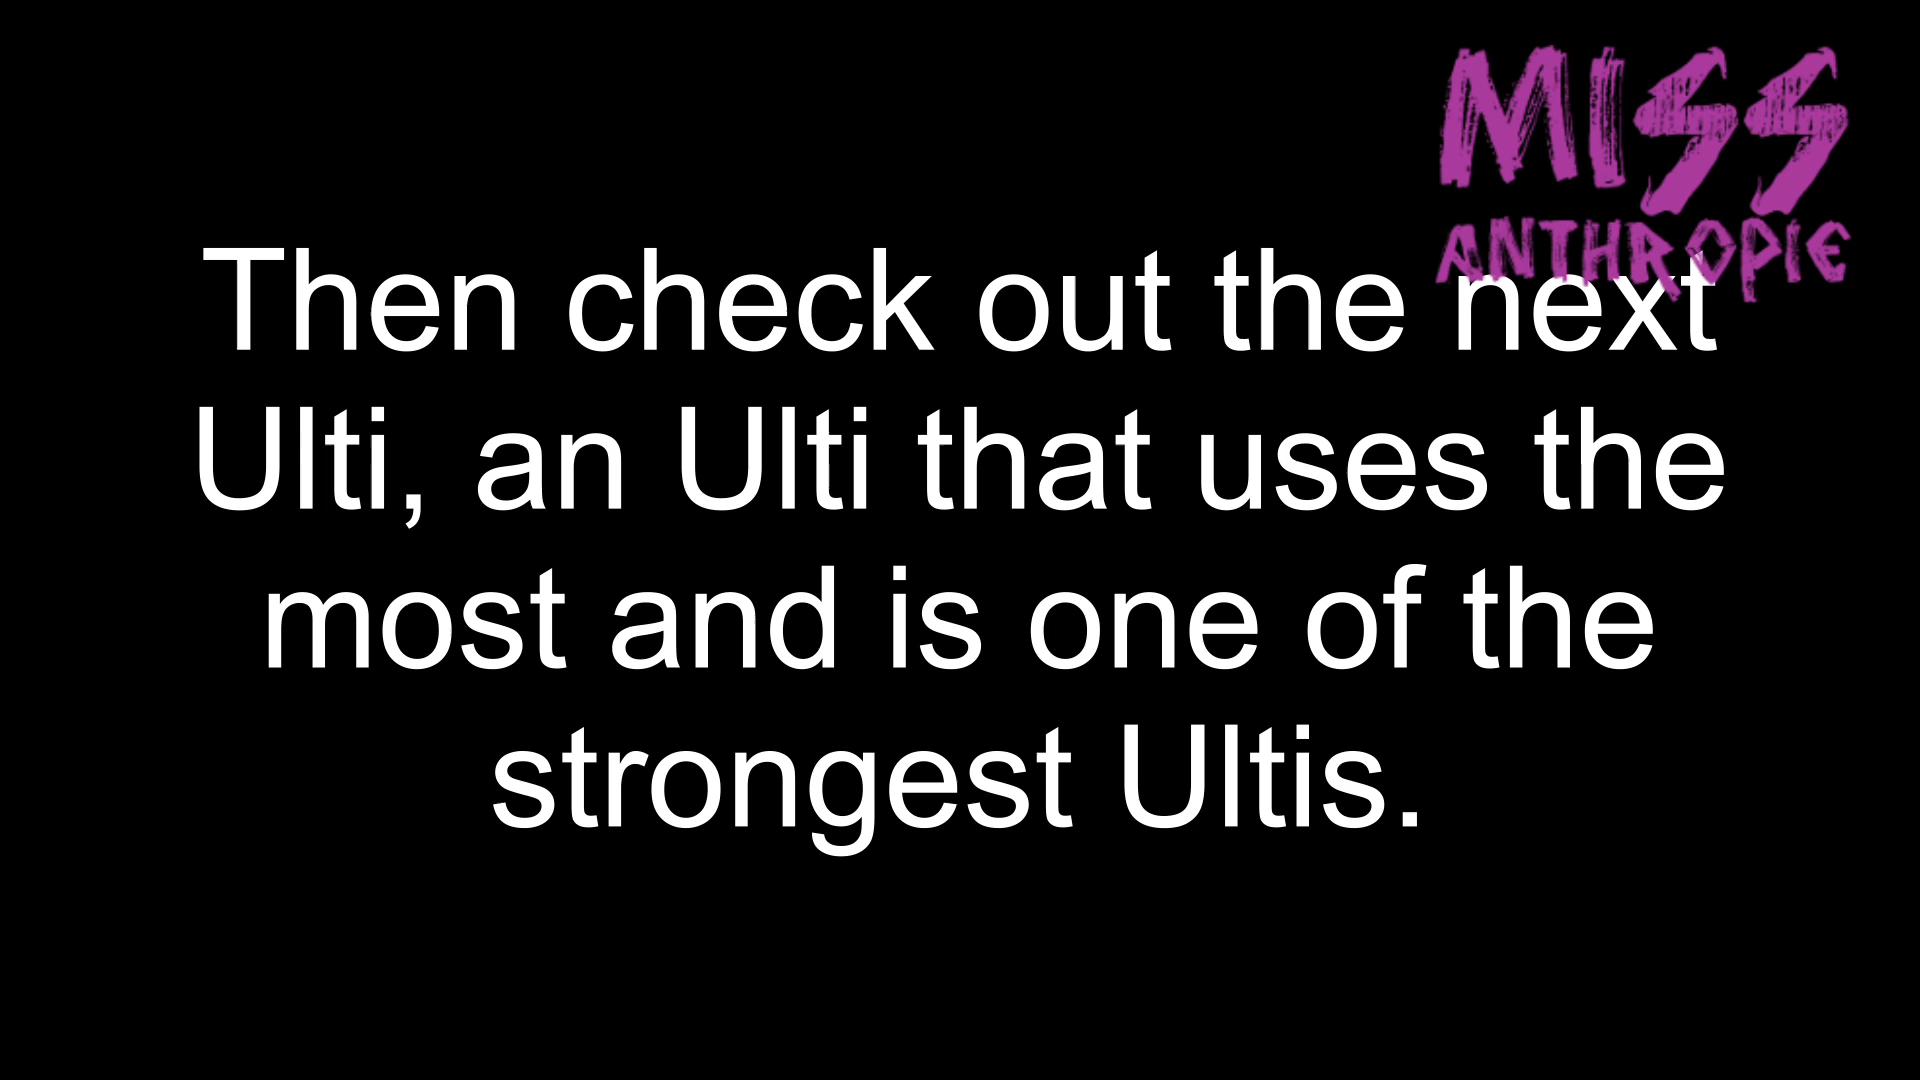 MISS
ANTHROPIE
Then check out the next
Ulti, an Ulti that uses the
most and is one of the
strongest Ultis.